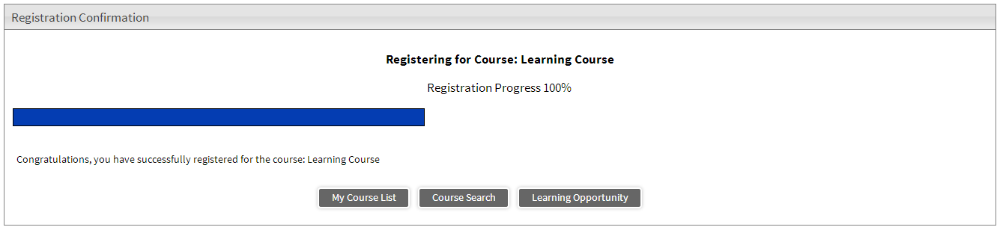 Registration Confirmation
Registering for Course: Learning Course
Registration Progress 100%
Congratulations, you have successfully registered for the course: Learning Course
My Course List Course Search Learning Opportunity